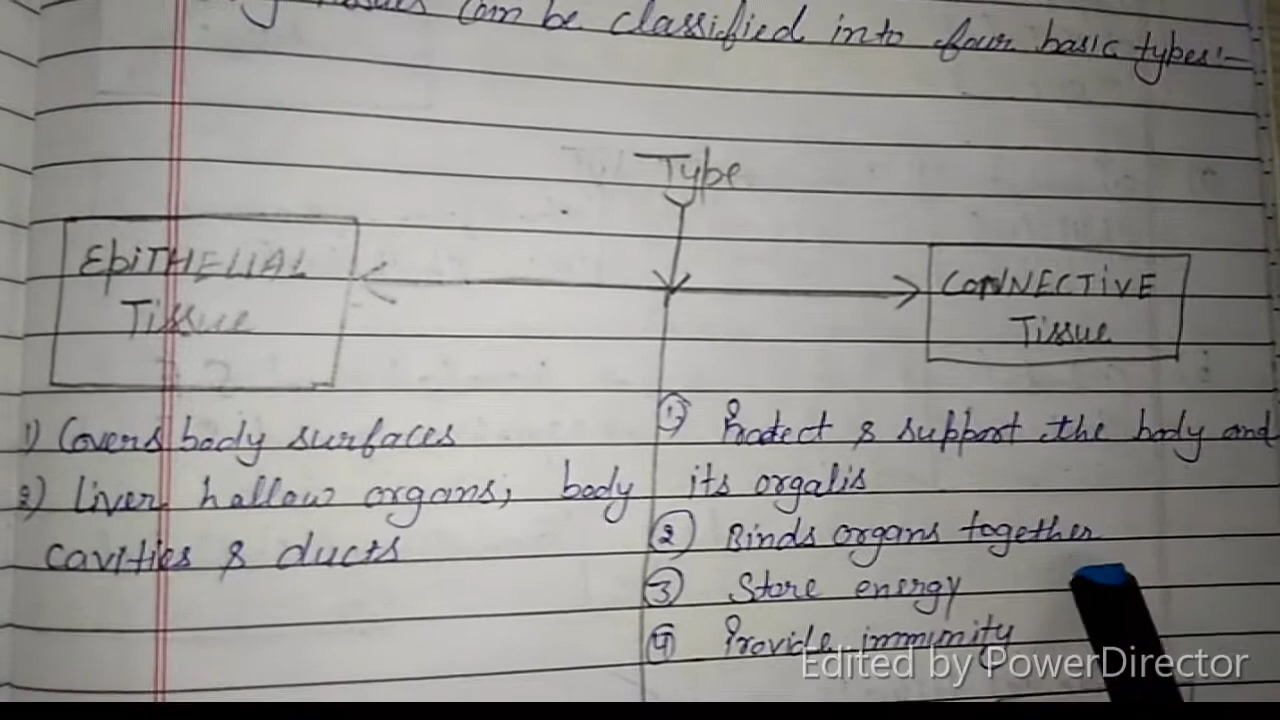 can be classified into four basic types:-
Type
EpiTHELIAL
Tissue
CONNECTIVE
Tissue
1) Covers body surfaces
2) Liver, hallow organs, body
cavities & ducts
① Protect & support the body and
its orgalis
② Binds organs together
③ Store energy
④ Provide immunity
Edited by PowerDirector